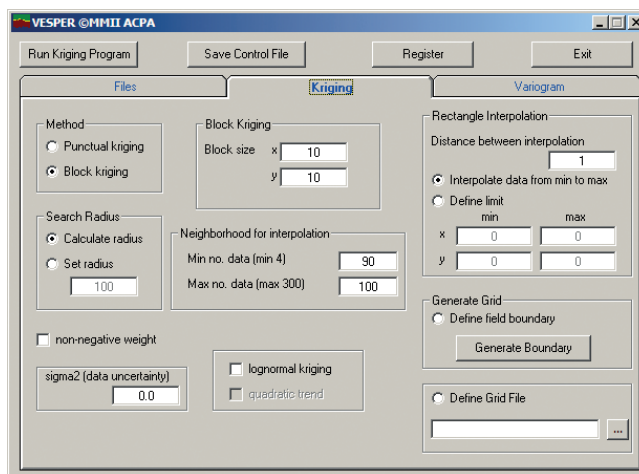 VESPER ©MMII ACPA
Run Kriging Program
Save Control File
Register
Exit
Files
Kriging
Variogram
Method
Punctual kriging
Block kriging
Block Kriging
Block size x 10
y 10
Rectangle Interpolation
Distance between interpolation
1
Interpolate data from min to max
Define limit
min max
x 0 0
y 0 0
Search Radius
Calculate radius
Set radius
100
Neighborhood for interpolation
Min no. data (min 4) 90
Max no. data (max 300) 100
Generate Grid
Define field boundary
Generate Boundary
non-negative weight
sigma2 (data uncertainty)
0.0
lognormal kriging
quadratic trend
Define Grid File
...